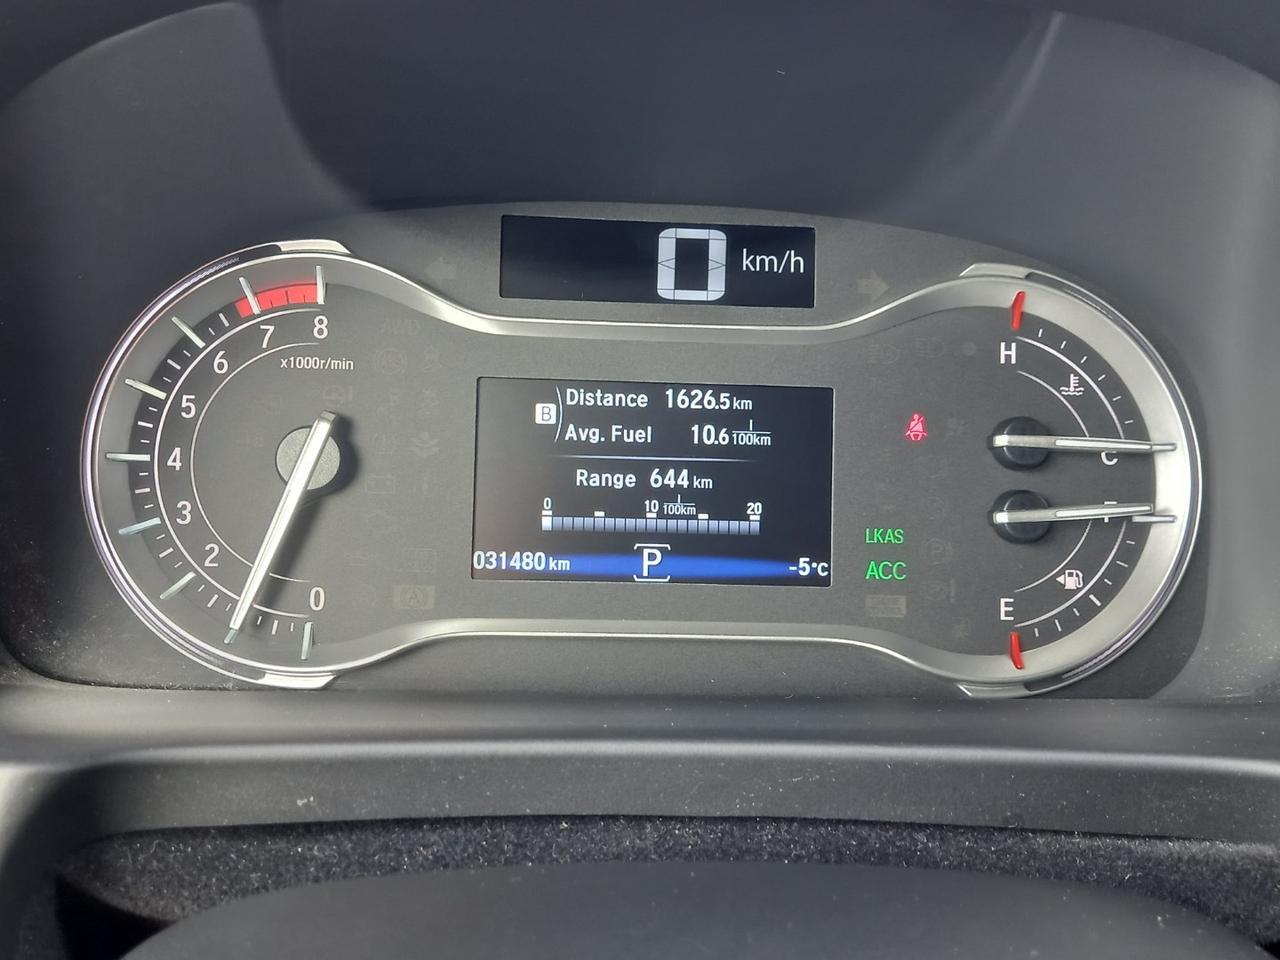 0 km/h
8
7
6
x1000r/min
5
4
3
2
0
B Distance 1626.5 km
Avg. Fuel 10.6 l/100km
Range 644 km
0 10 l/100km 20
031480 km P -5°C
LKAS
ACC
H
C
F
E
AWD
A